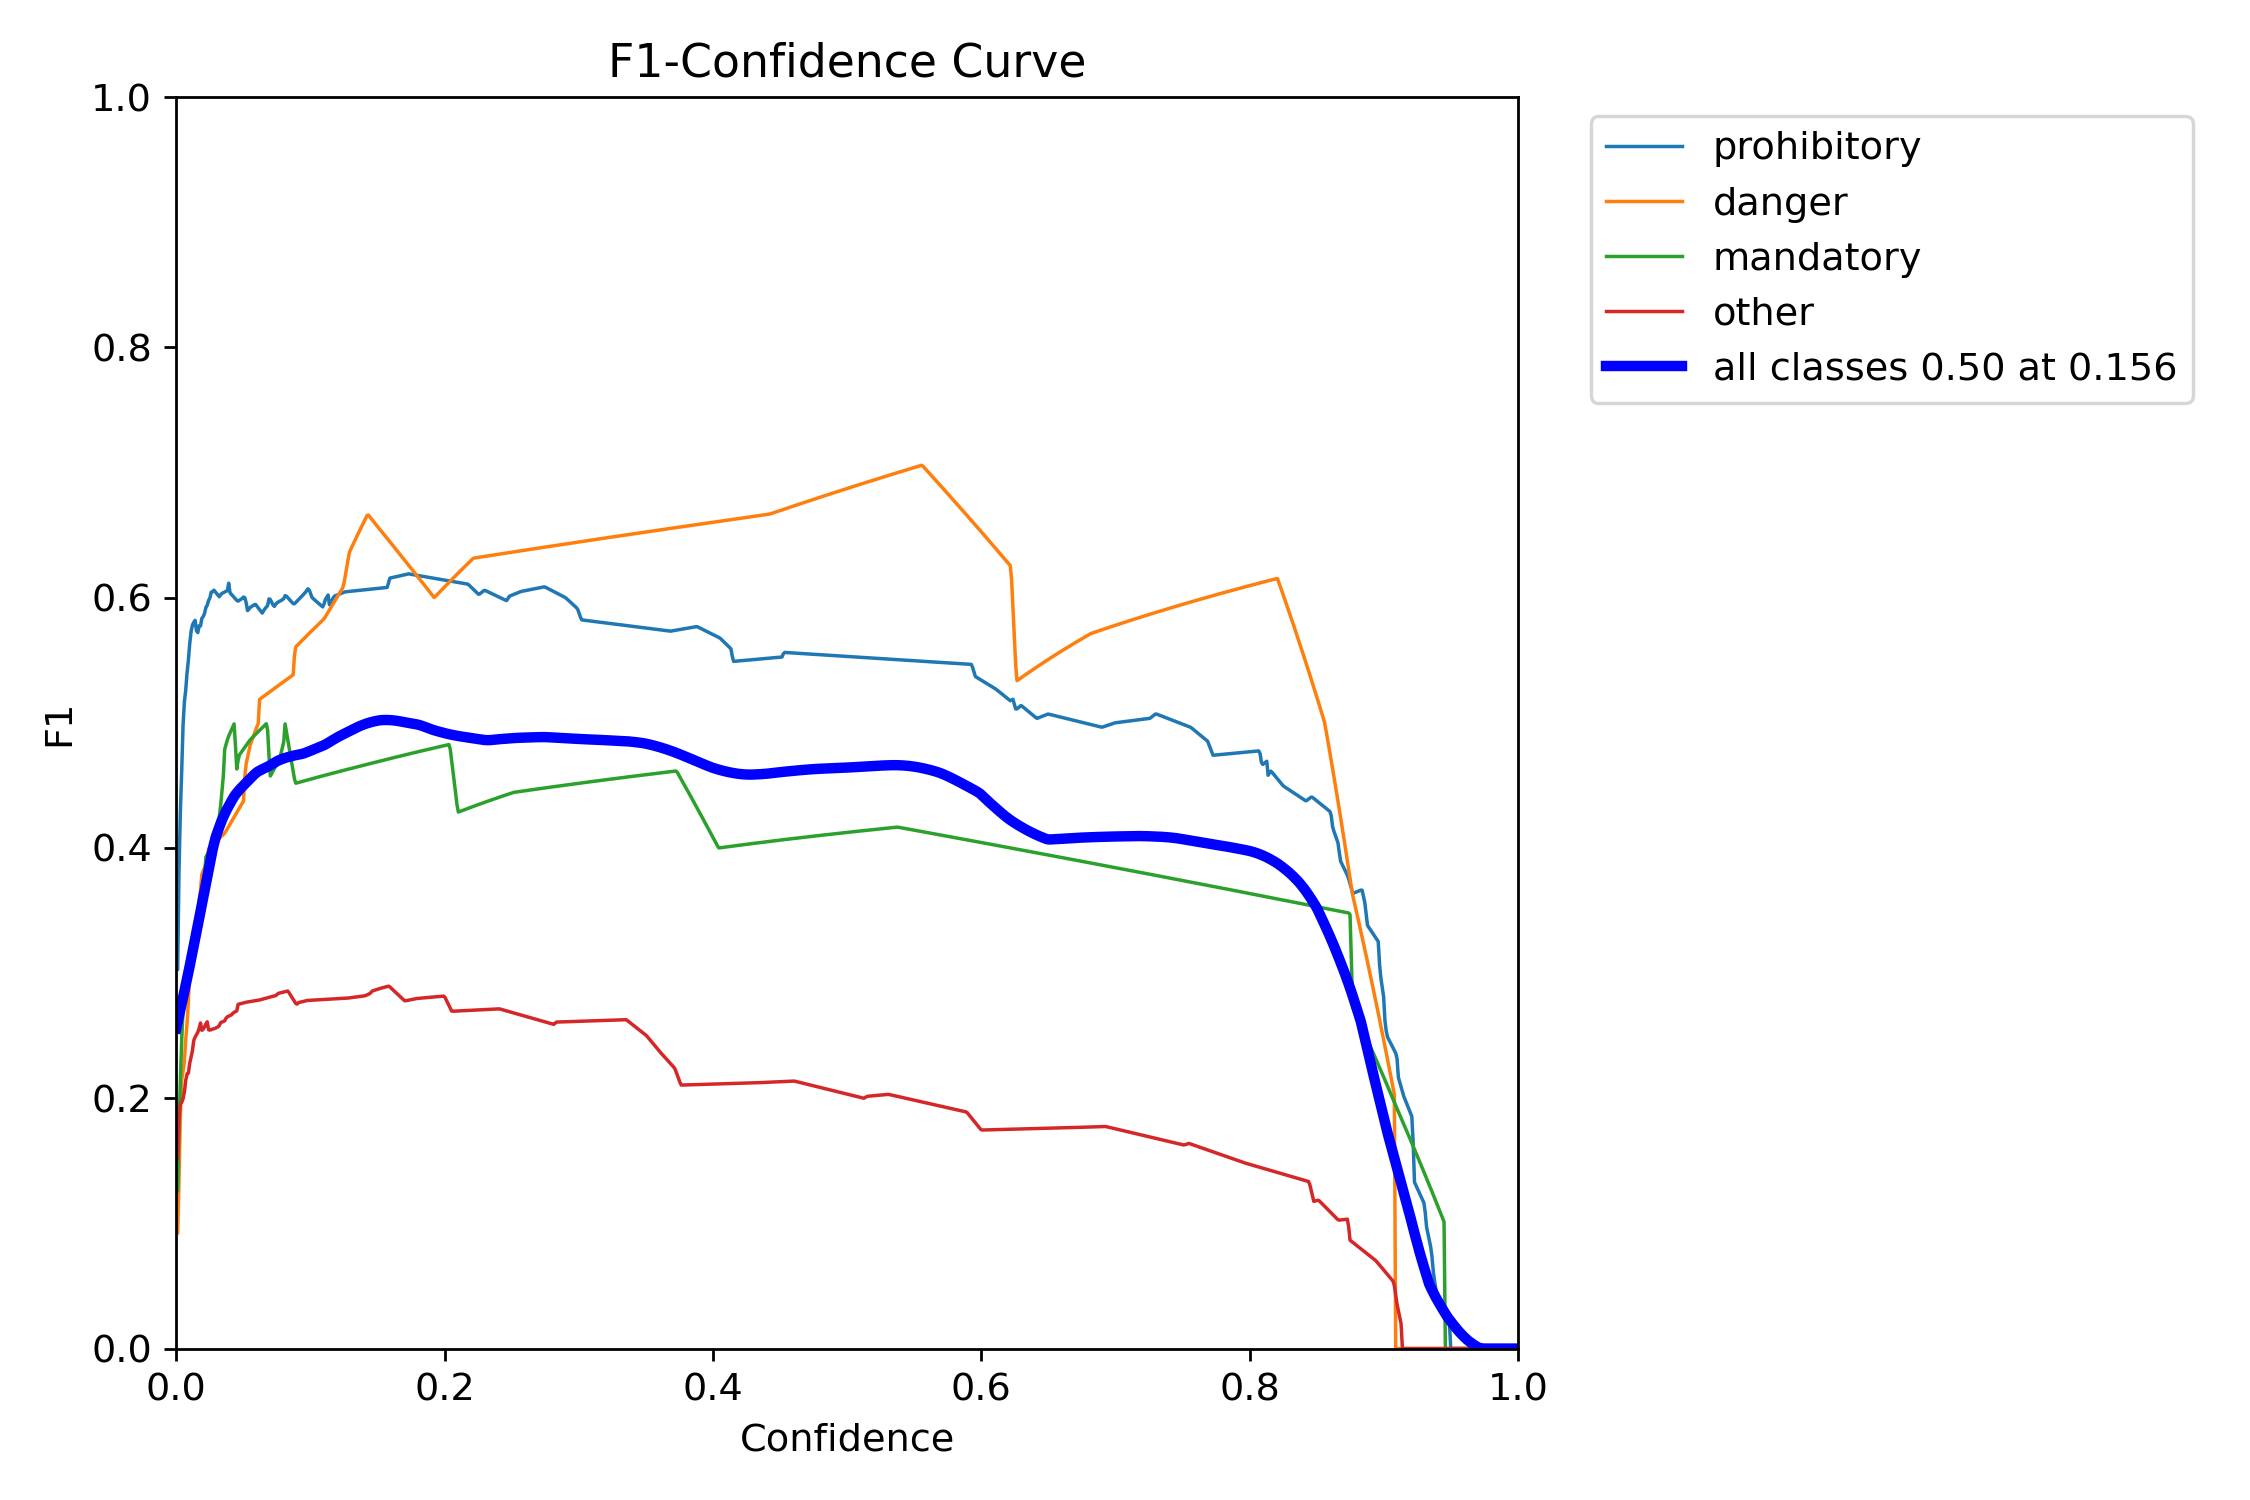 F1-Confidence Curve
1.0
0.8
0.6
0.4
0.2
0.0
F1
0.0 0.2 0.4 0.6 0.8 1.0
Confidence
prohibitory
danger
mandatory
other
all classes 0.50 at 0.156